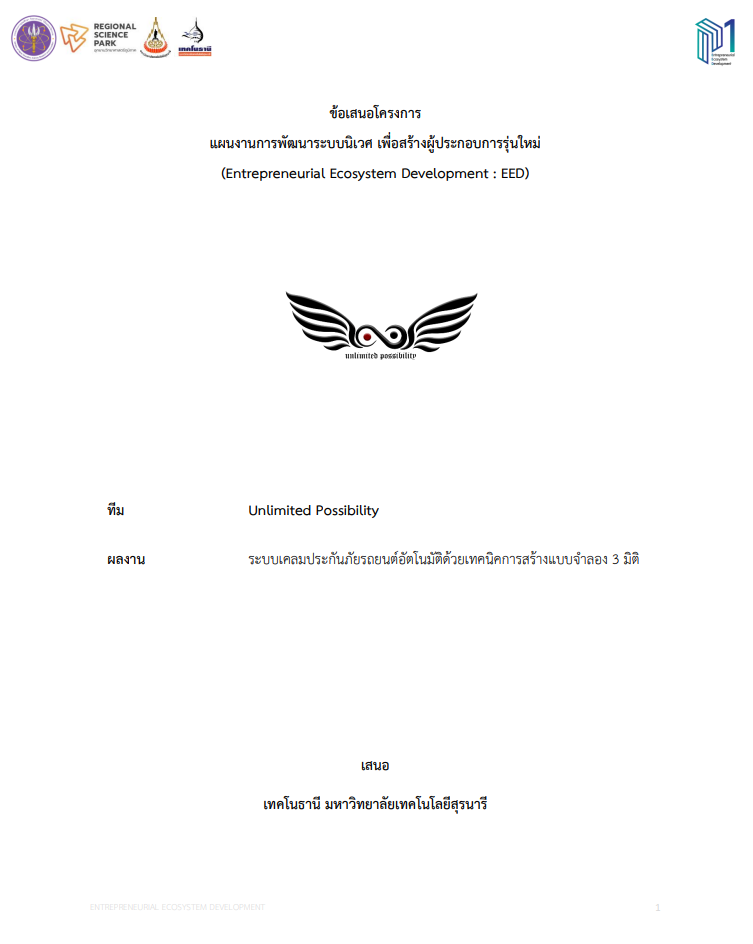 REGIONAL
SCIENCE
PARK
เทคโนธานี
Entrepreneurial
Ecosystem
Development
ข้อเสนอโครงการ
แผนงานการพัฒนาระบบนิเวศ เพื่อสร้างผู้ประกอบการรุ่นใหม่
(Entrepreneurial Ecosystem Development : EED)
unlimited possibility
ทีม Unlimited Possibility
ผลงาน ระบบเคลมประกันภัยรถยนต์อัตโนมัติด้วยเทคนิคการสร้างแบบจำลอง 3 มิติ
เสนอ
เทคโนธานี มหาวิทยาลัยเทคโนโลยีสุรนารี
ENTREPRENEURIAL ECOSYSTEM DEVELOPMENT 1